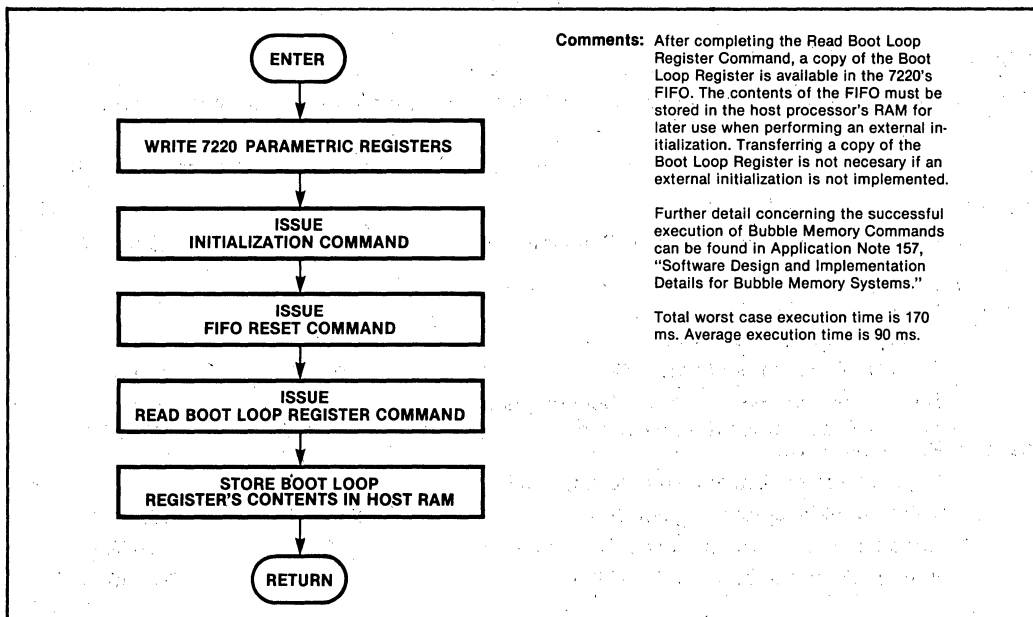 ENTER
WRITE 7220 PARAMETRIC REGISTERS
ISSUE
INITIALIZATION COMMAND
ISSUE
FIFO RESET COMMAND
ISSUE
READ BOOT LOOP REGISTER COMMAND
STORE BOOT LOOP
REGISTER'S CONTENTS IN HOST RAM
RETURN
Comments: After completing the Read Boot Loop
Register Command, a copy of the Boot
Loop Register is available in the 7220's
FIFO. The contents of the FIFO must be
stored in the host processor's RAM for
later use when performing an external in-
itialization. Transferring a copy of the
Boot Loop Register is not necesary if an
external initialization is not implemented.
Further detail concerning the successful
execution of Bubble Memory Commands
can be found in Application Note 157,
"Software Design and Implementation
Details for Bubble Memory Systems."
Total worst case execution time is 170
ms. Average execution time is 90 ms.